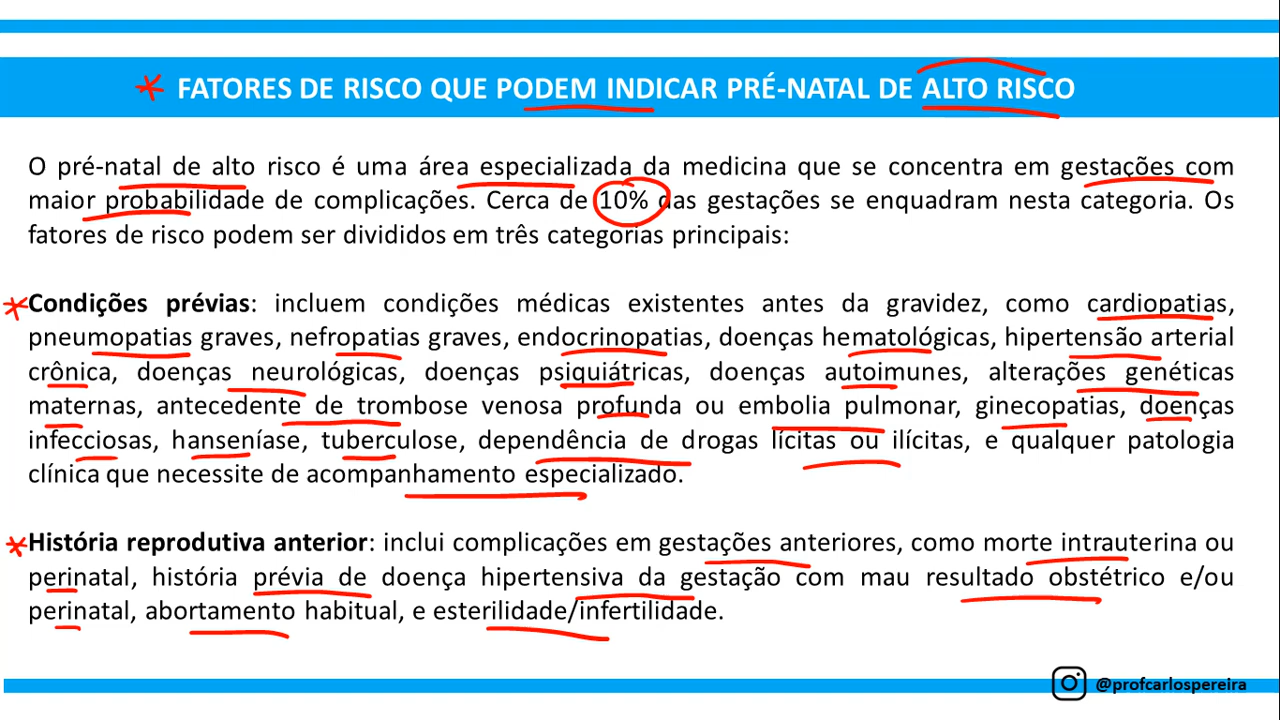 FATORES DE RISCO QUE PODEM INDICAR PRÉ-NATAL DE ALTO RISCO
O pré-natal de alto risco é uma área especializada da medicina que se concentra em gestações com
maior probabilidade de complicações. Cerca de 10% das gestações se enquadram nesta categoria. Os
fatores de risco podem ser divididos em três categorias principais:
Condições prévias: incluem condições médicas existentes antes da gravidez, como cardiopatias,
pneumopatias graves, nefropatias graves, endocrinopatias, doenças hematológicas, hipertensão arterial
crônica, doenças neurológicas, doenças psiquiátricas, doenças autoimunes, alterações genéticas
maternas, antecedente de trombose venosa profunda ou embolia pulmonar, ginecopatias, doenças
infecciosas, hanseníase, tuberculose, dependência de drogas lícitas ou ilícitas, e qualquer patologia
clínica que necessite de acompanhamento especializado.
História reprodutiva anterior: inclui complicações em gestações anteriores, como morte intrauterina ou
perinatal, história prévia de doença hipertensiva da gestação com mau resultado obstétrico e/ou
perinatal, abortamento habitual, e esterilidade/infertilidade.
@profcarlospereira